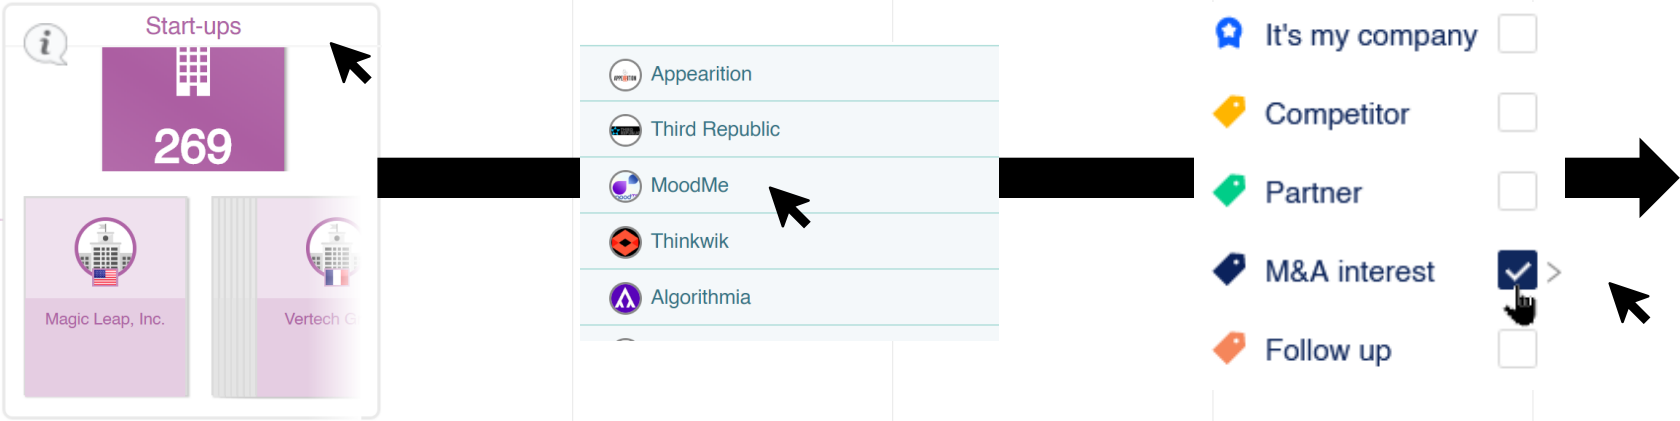 Start-ups
269
Magic Leap, Inc.
Vertech G
Appearition
Third Republic
MoodMe
Thinkwik
Algorithmia
It's my company
Competitor
Partner
M&A interest
Follow up